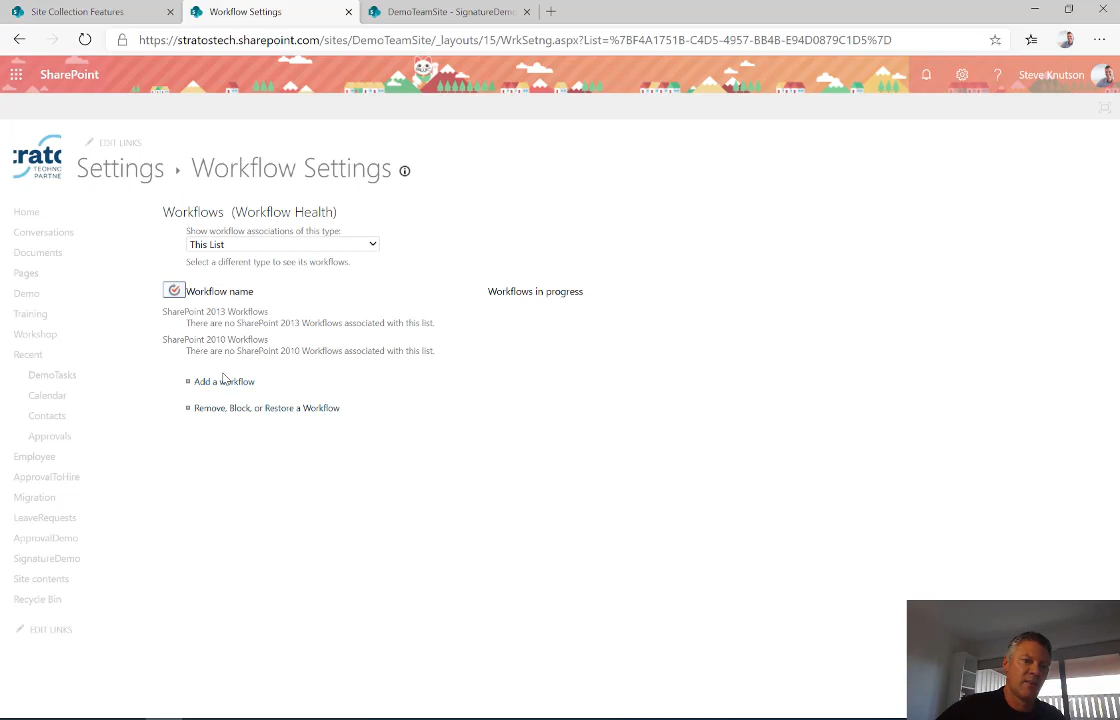 Site Collection Features
Workflow Settings
DemoTeamSite - SignatureDemo
https://stratostech.sharepoint.com/sites/DemoTeamSite/_layouts/15/WrkSetng.aspx?List=%7BF4A1751B-C4D5-4957-BB4B-E94D0879C1D5%7D
SharePoint
Steve Knutson
EDIT LINKS
TECHNC
PARTNE
Settings
Workflow Settings
Home
Conversations
Documents
Pages
Demo
Training
Workshop
Recent
DemoTasks
Calendar
Contacts
Approvals
Employee
ApprovalToHire
Migration
LeaveRequests
ApprovalDemo
SignatureDemo
Site contents
Recycle Bin
EDIT LINKS
Workflows (Workflow Health)
Show workflow associations of this type:
This List
Select a different type to see its workflows.
Workflow name
Workflows in progress
SharePoint 2013 Workflows
There are no SharePoint 2013 Workflows associated with this list.
SharePoint 2010 Workflows
There are no SharePoint 2010 Workflows associated with this list.
Add a workflow
Remove, Block, or Restore a Workflow